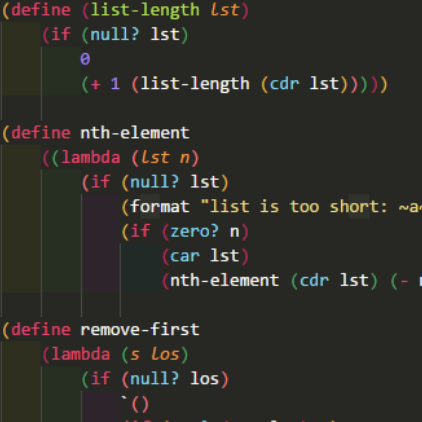 (define (list-length lst)
(if (null? lst)
0
(+ 1 (list-length (cdr lst)))))
(define nth-element
((lambda (lst n)
(if (null? lst)
(format "list is too short: ~a~
(if (zero? n)
(car lst)
(nth-element (cdr lst) (-
(define remove-first
(lambda (s los)
(if (null? los)
`()